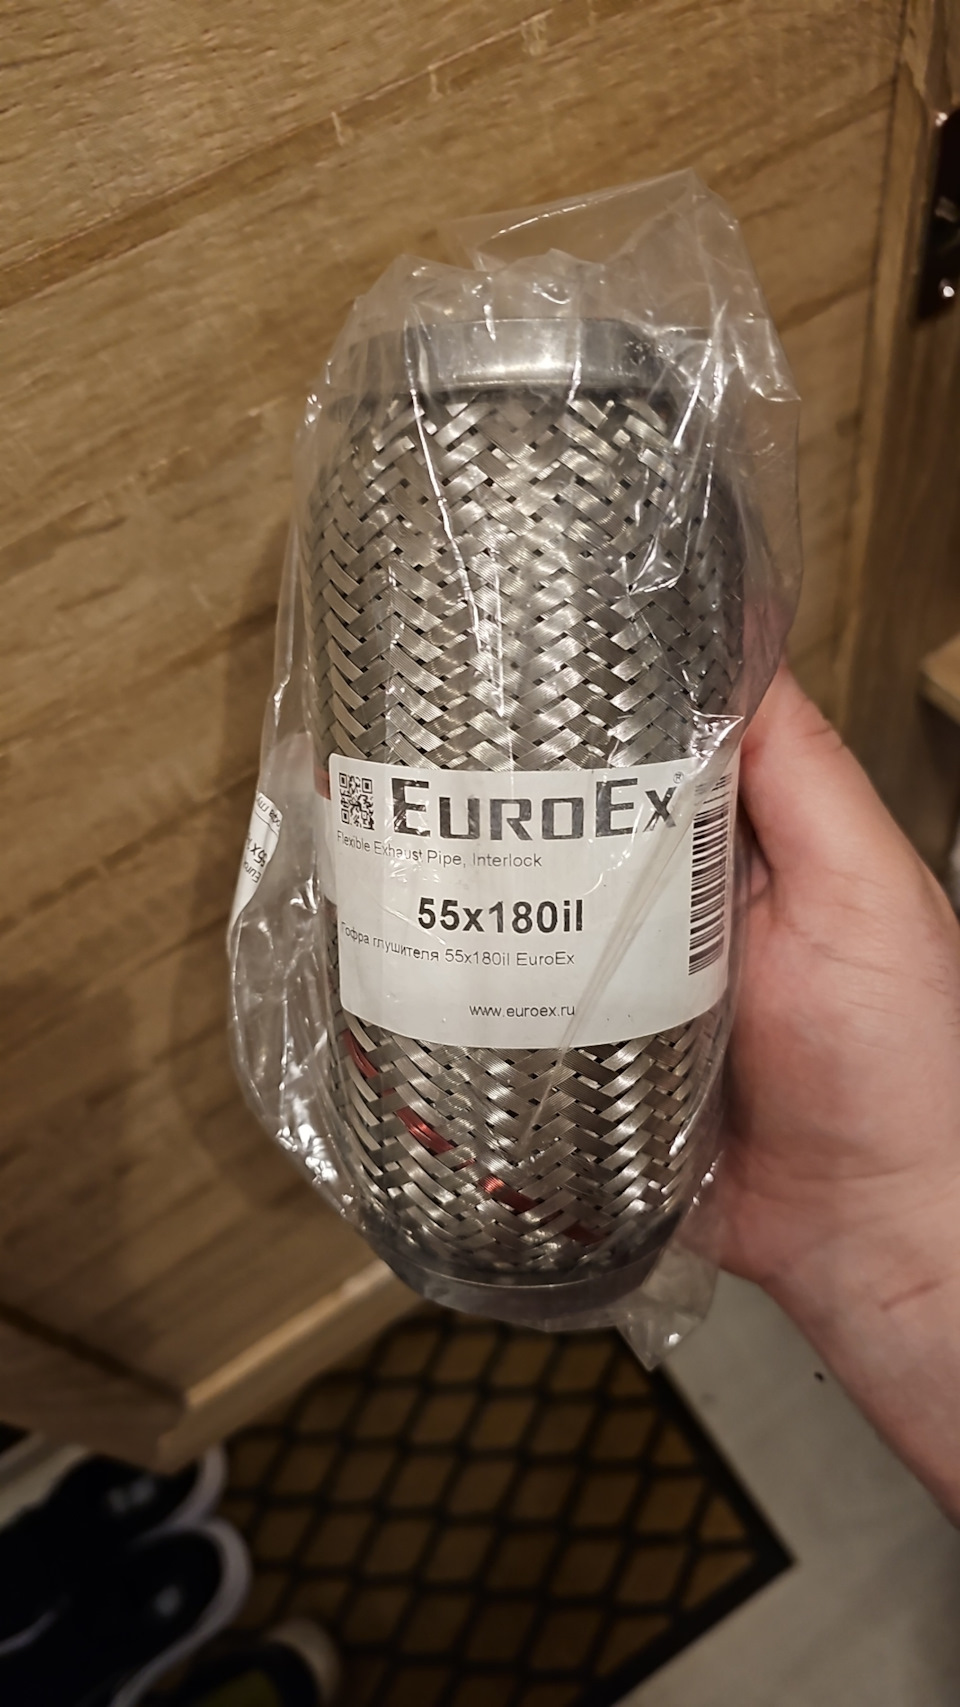 EUROEX®
Flexible Exhaust Pipe, Interlock
55x180il
Гофра глушителя 55x180il EuroEx
www.euroex.ru